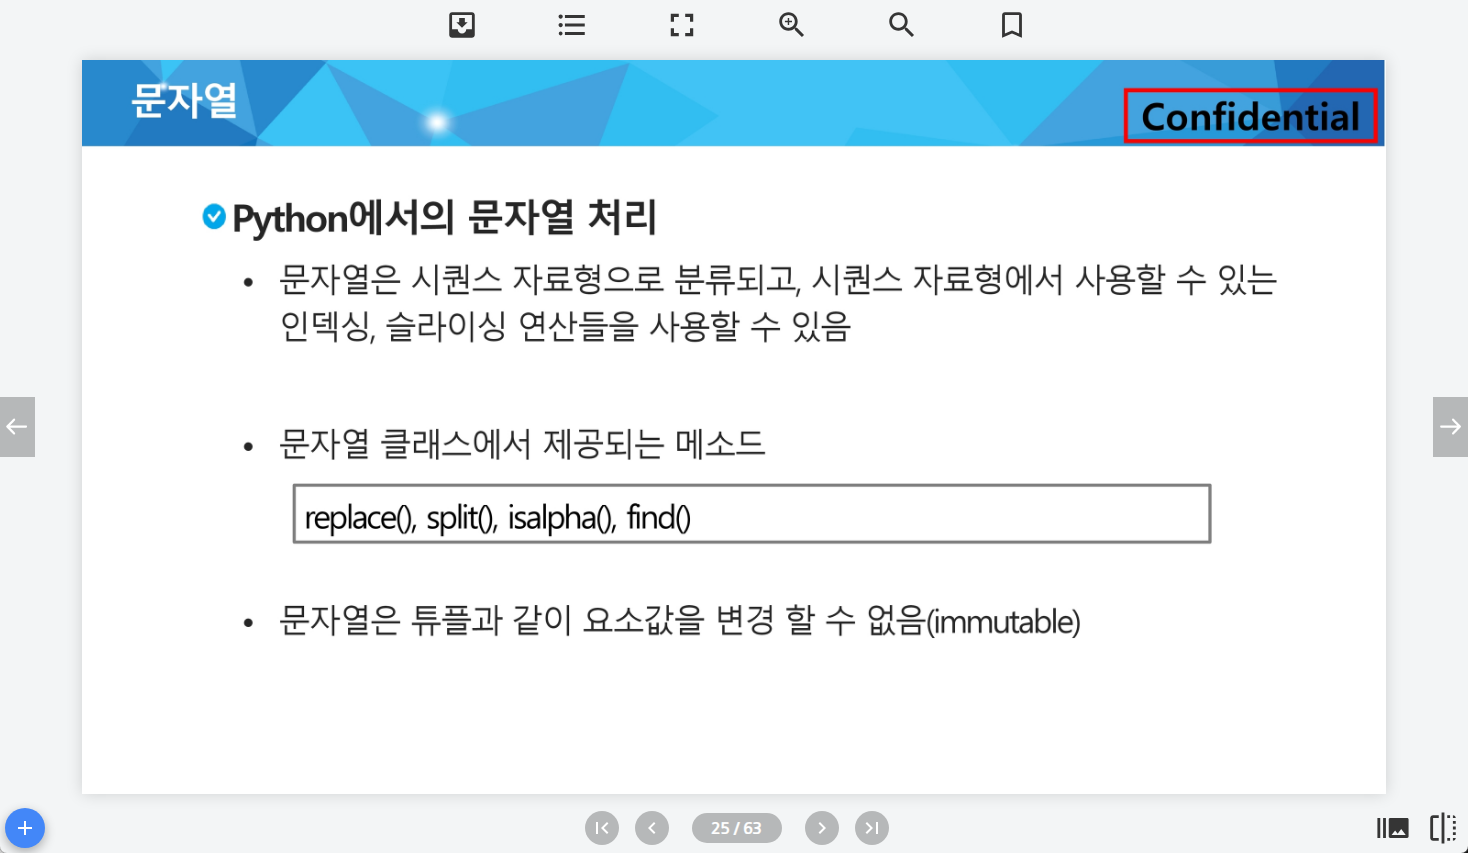 문자열
Confidential
Python에서의 문자열 처리
• 문자열은 시퀀스 자료형으로 분류되고, 시퀀스 자료형에서 사용할 수 있는
인덱싱, 슬라이싱 연산들을 사용할 수 있음
• 문자열 클래스에서 제공되는 메소드
replace(), split(), isalpha(), find()
• 문자열은 튜플과 같이 요소값을 변경 할 수 없음(immutable)
25 / 63